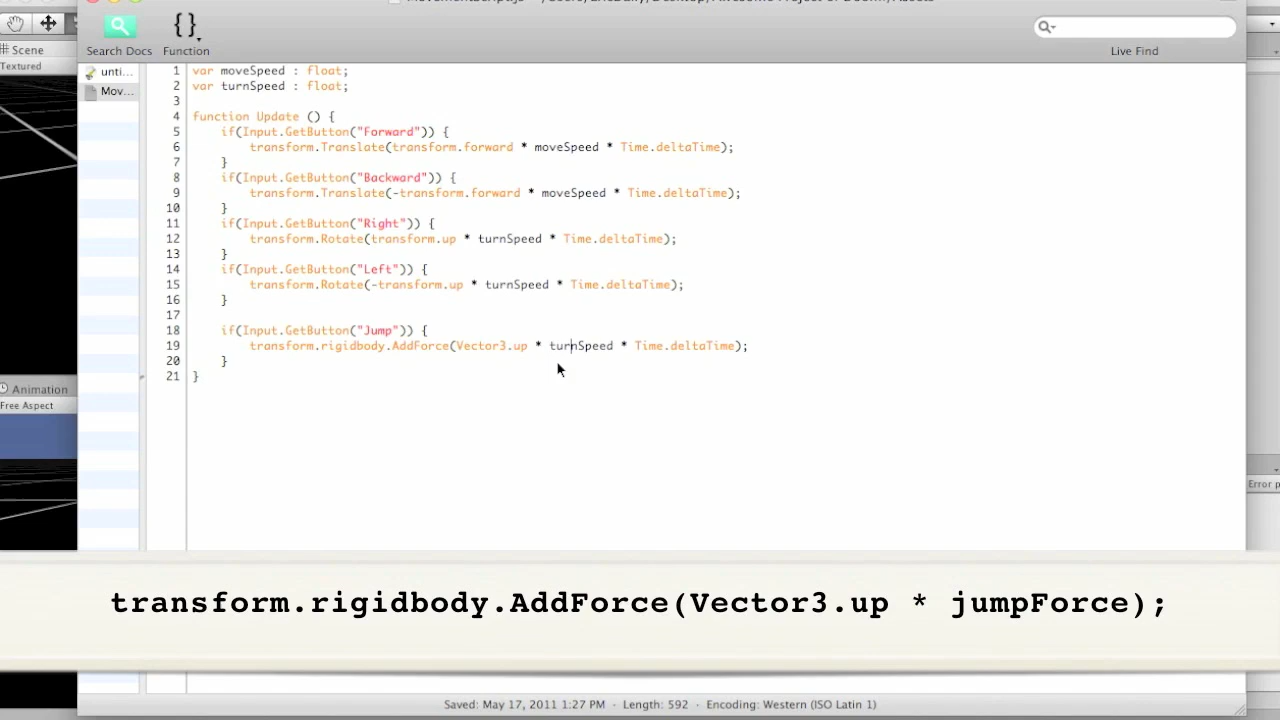 Search Docs
Function
Live Find
Scene
Textured
unti...
Mov...
1 var moveSpeed : float;
2 var turnSpeed : float;
3
4 function Update () {
5 if(Input.GetButton("Forward")) {
6 transform.Translate(transform.forward * moveSpeed * Time.deltaTime);
7 }
8 if(Input.GetButton("Backward")) {
9 transform.Translate(-transform.forward * moveSpeed * Time.deltaTime);
10 }
11 if(Input.GetButton("Right")) {
12 transform.Rotate(transform.up * turnSpeed * Time.deltaTime);
13 }
14 if(Input.GetButton("Left")) {
15 transform.Rotate(-transform.up * turnSpeed * Time.deltaTime);
16 }
17
18 if(Input.GetButton("Jump")) {
19 transform.rigidbody.AddForce(Vector3.up * turnSpeed * Time.deltaTime);
20 }
21 }
Animation
Free Aspect
Error p
transform.rigidbody.AddForce(Vector3.up * jumpForce);
Saved: May 17, 2011 1:27 PM - Length: 592 - Encoding: Western (ISO Latin 1)